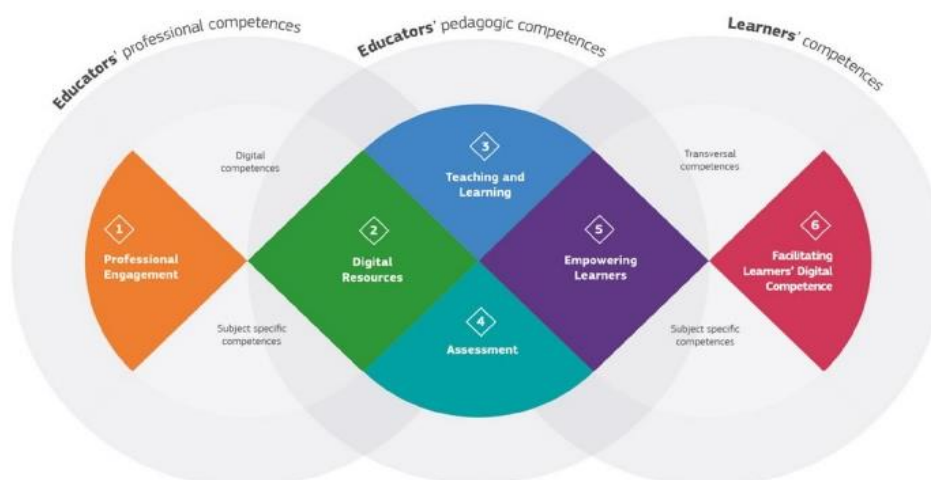 Educators' professional competences
Educators' pedagogic competences
Learners' competences
Digital
competences
3
Teaching and
Learning
Transversal
competences
1
Professional
Engagement
2
Digital
Resources
5
Empowering
Learners
6
Facilitating
Learners' Digital
Competence
Subject specific
competences
4
Assessment
Subject specific
competences